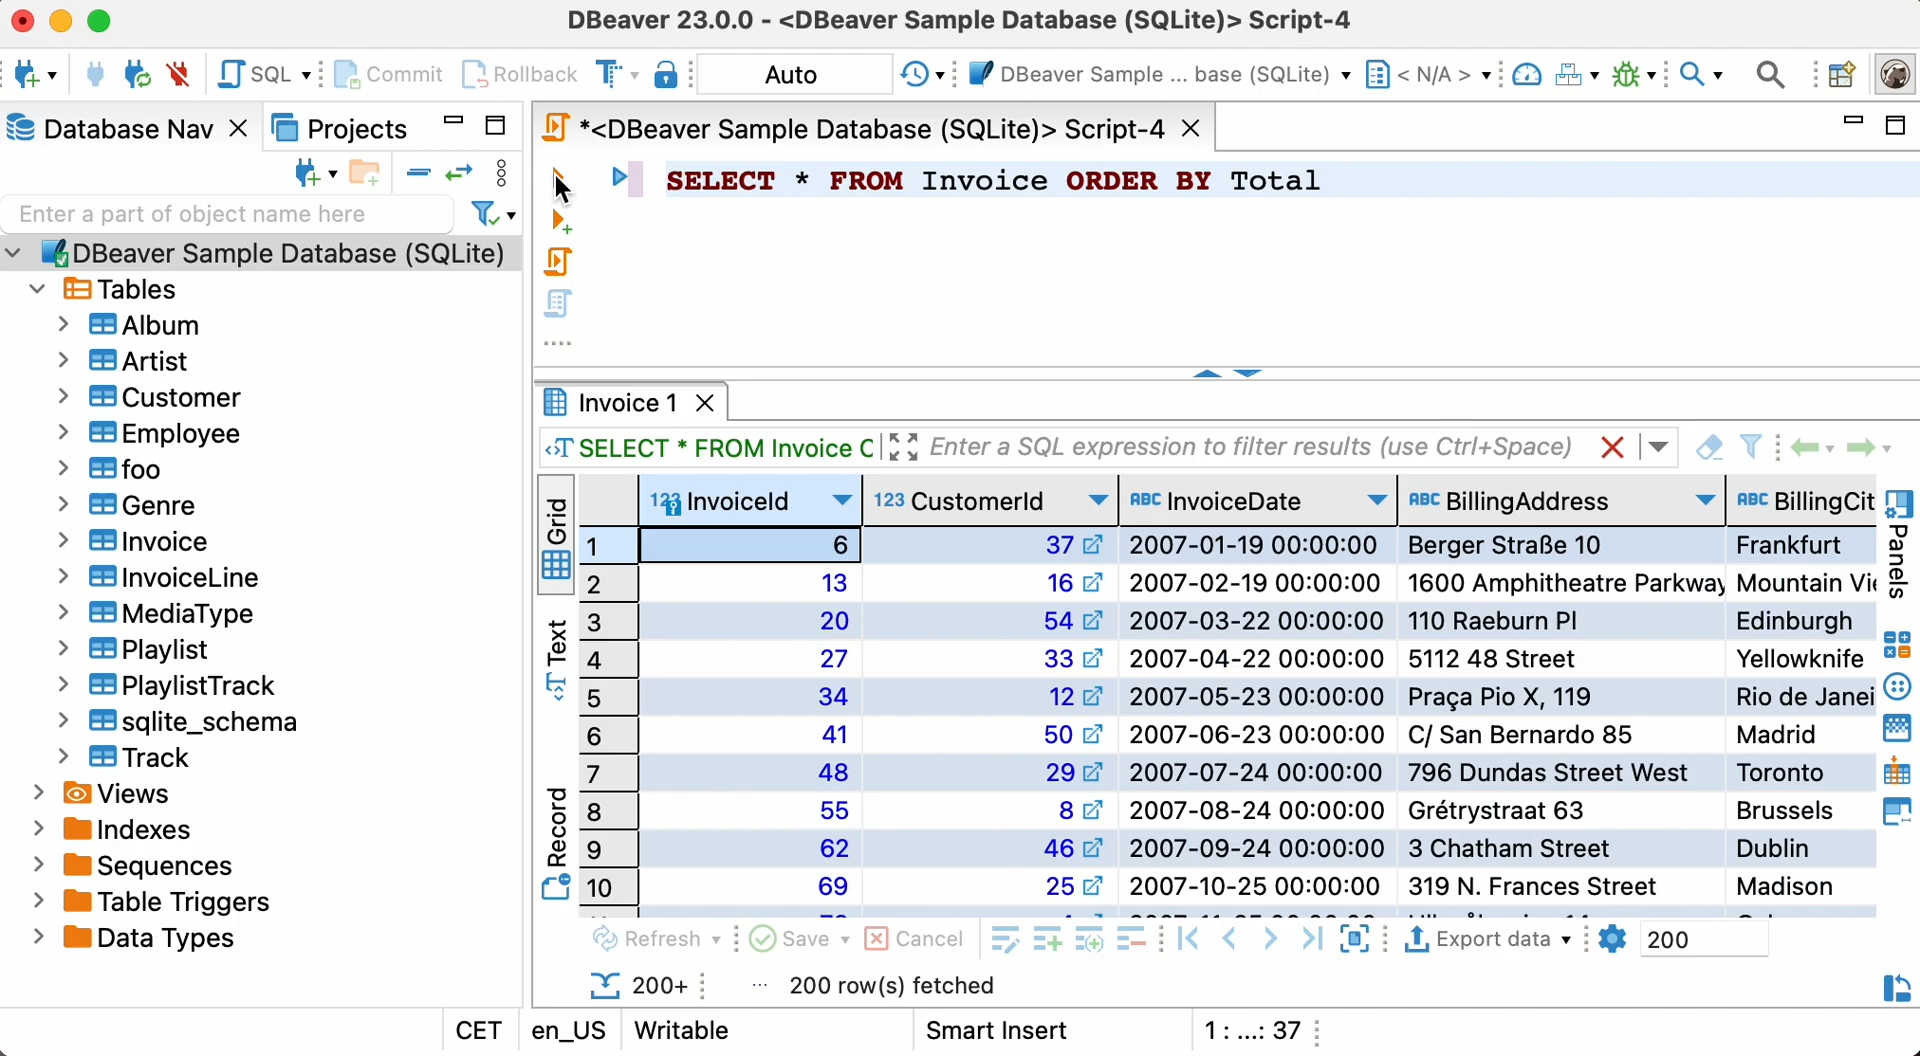 DBeaver 23.0.0 - <DBeaver Sample Database (SQLite)> Script-4
SQL Commit Rollback Auto DBeaver Sample ... base (SQLite) < N/A >
Database Nav Projects
*<DBeaver Sample Database (SQLite)> Script-4
SELECT * FROM Invoice ORDER BY Total
Enter a part of object name here
DBeaver Sample Database (SQLite)
Tables
Album
Artist
Customer
Employee
foo
Genre
Invoice
InvoiceLine
MediaType
Playlist
PlaylistTrack
sqlite_schema
Track
Views
Indexes
Sequences
Table Triggers
Data Types
Invoice 1
SELECT * FROM Invoice O Enter a SQL expression to filter results (use Ctrl+Space)
Grid
Text
Record
Panels
123 InvoiceId 123 CustomerId ABC InvoiceDate ABC BillingAddress ABC BillingCit
1 6 37 2007-01-19 00:00:00 Berger Straße 10 Frankfurt
2 13 16 2007-02-19 00:00:00 1600 Amphitheatre Parkway Mountain Vi
3 20 54 2007-03-22 00:00:00 110 Raeburn Pl Edinburgh
4 27 33 2007-04-22 00:00:00 5112 48 Street Yellowknife
5 34 12 2007-05-23 00:00:00 Praça Pio X, 119 Rio de Janei
6 41 50 2007-06-23 00:00:00 C/ San Bernardo 85 Madrid
7 48 29 2007-07-24 00:00:00 796 Dundas Street West Toronto
8 55 8 2007-08-24 00:00:00 Grétrystraat 63 Brussels
9 62 46 2007-09-24 00:00:00 3 Chatham Street Dublin
10 69 25 2007-10-25 00:00:00 319 N. Frances Street Madison
Refresh Save Cancel Export data 200
200+ ... 200 row(s) fetched
CET en_US Writable Smart Insert 1 : ...: 37